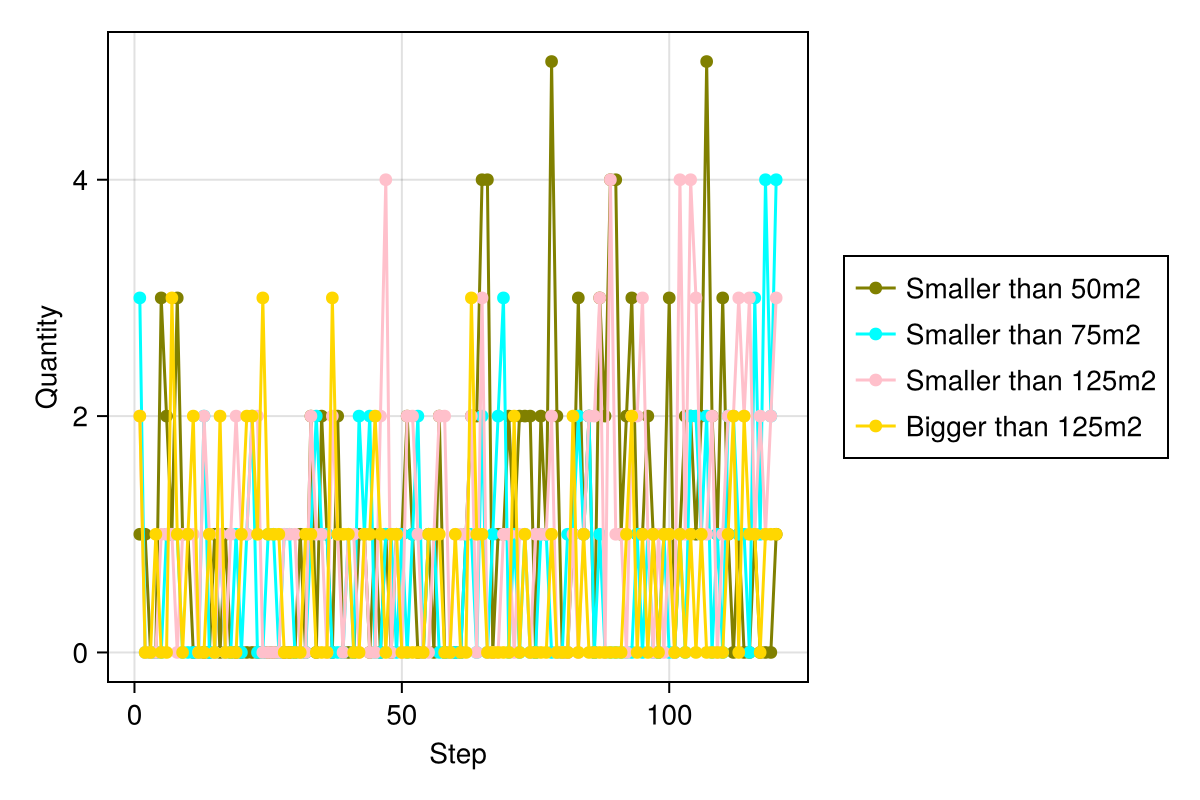 4
2
0
Quantity
0
50
100
Step
Smaller than 50m2
Smaller than 75m2
Smaller than 125m2
Bigger than 125m2